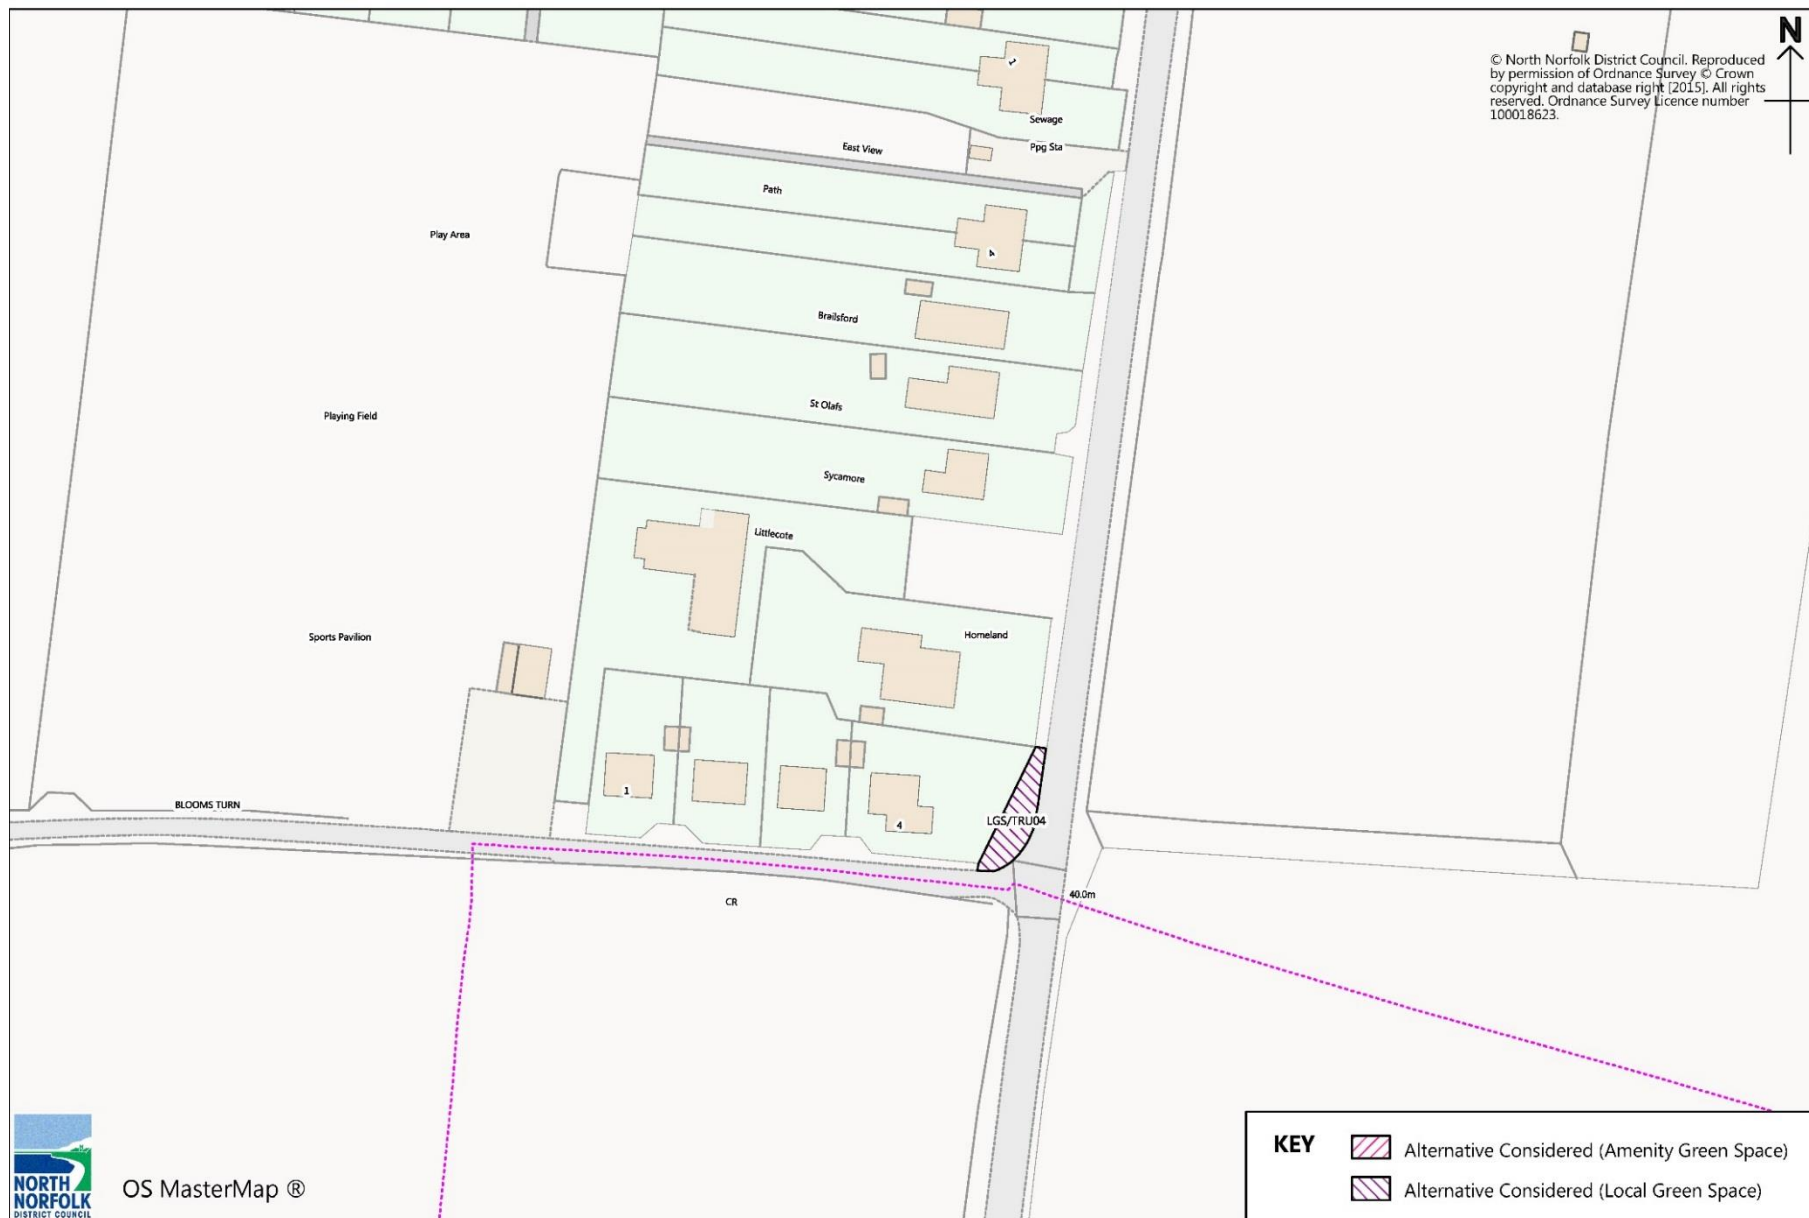 N
© North Norfolk District Council. Reproduced
by permission of Ordnance Survey © Crown
copyright and database right [2015]. All rights
reserved. Ordnance Survey Licence number
100018623.
1
Sewage
Ppg Sta
East View
Path
4
Play Area
Brailsford
St Olafs
Playing Field
Sycamore
Littlecote
Homeland
Sports Pavilion
1
4
LGS/TRU04
BLOOMS TURN
40.0m
CR
NORTH
NORFOLK
DISTRICT COUNCIL
OS MasterMap ®
KEY
Alternative Considered (Amenity Green Space)
Alternative Considered (Local Green Space)